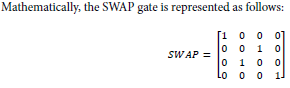 Mathematically, the SWAP gate is represented as follows:
SWAP = [1 0 0 0
0 0 1 0
0 1 0 0
0 0 0 1]